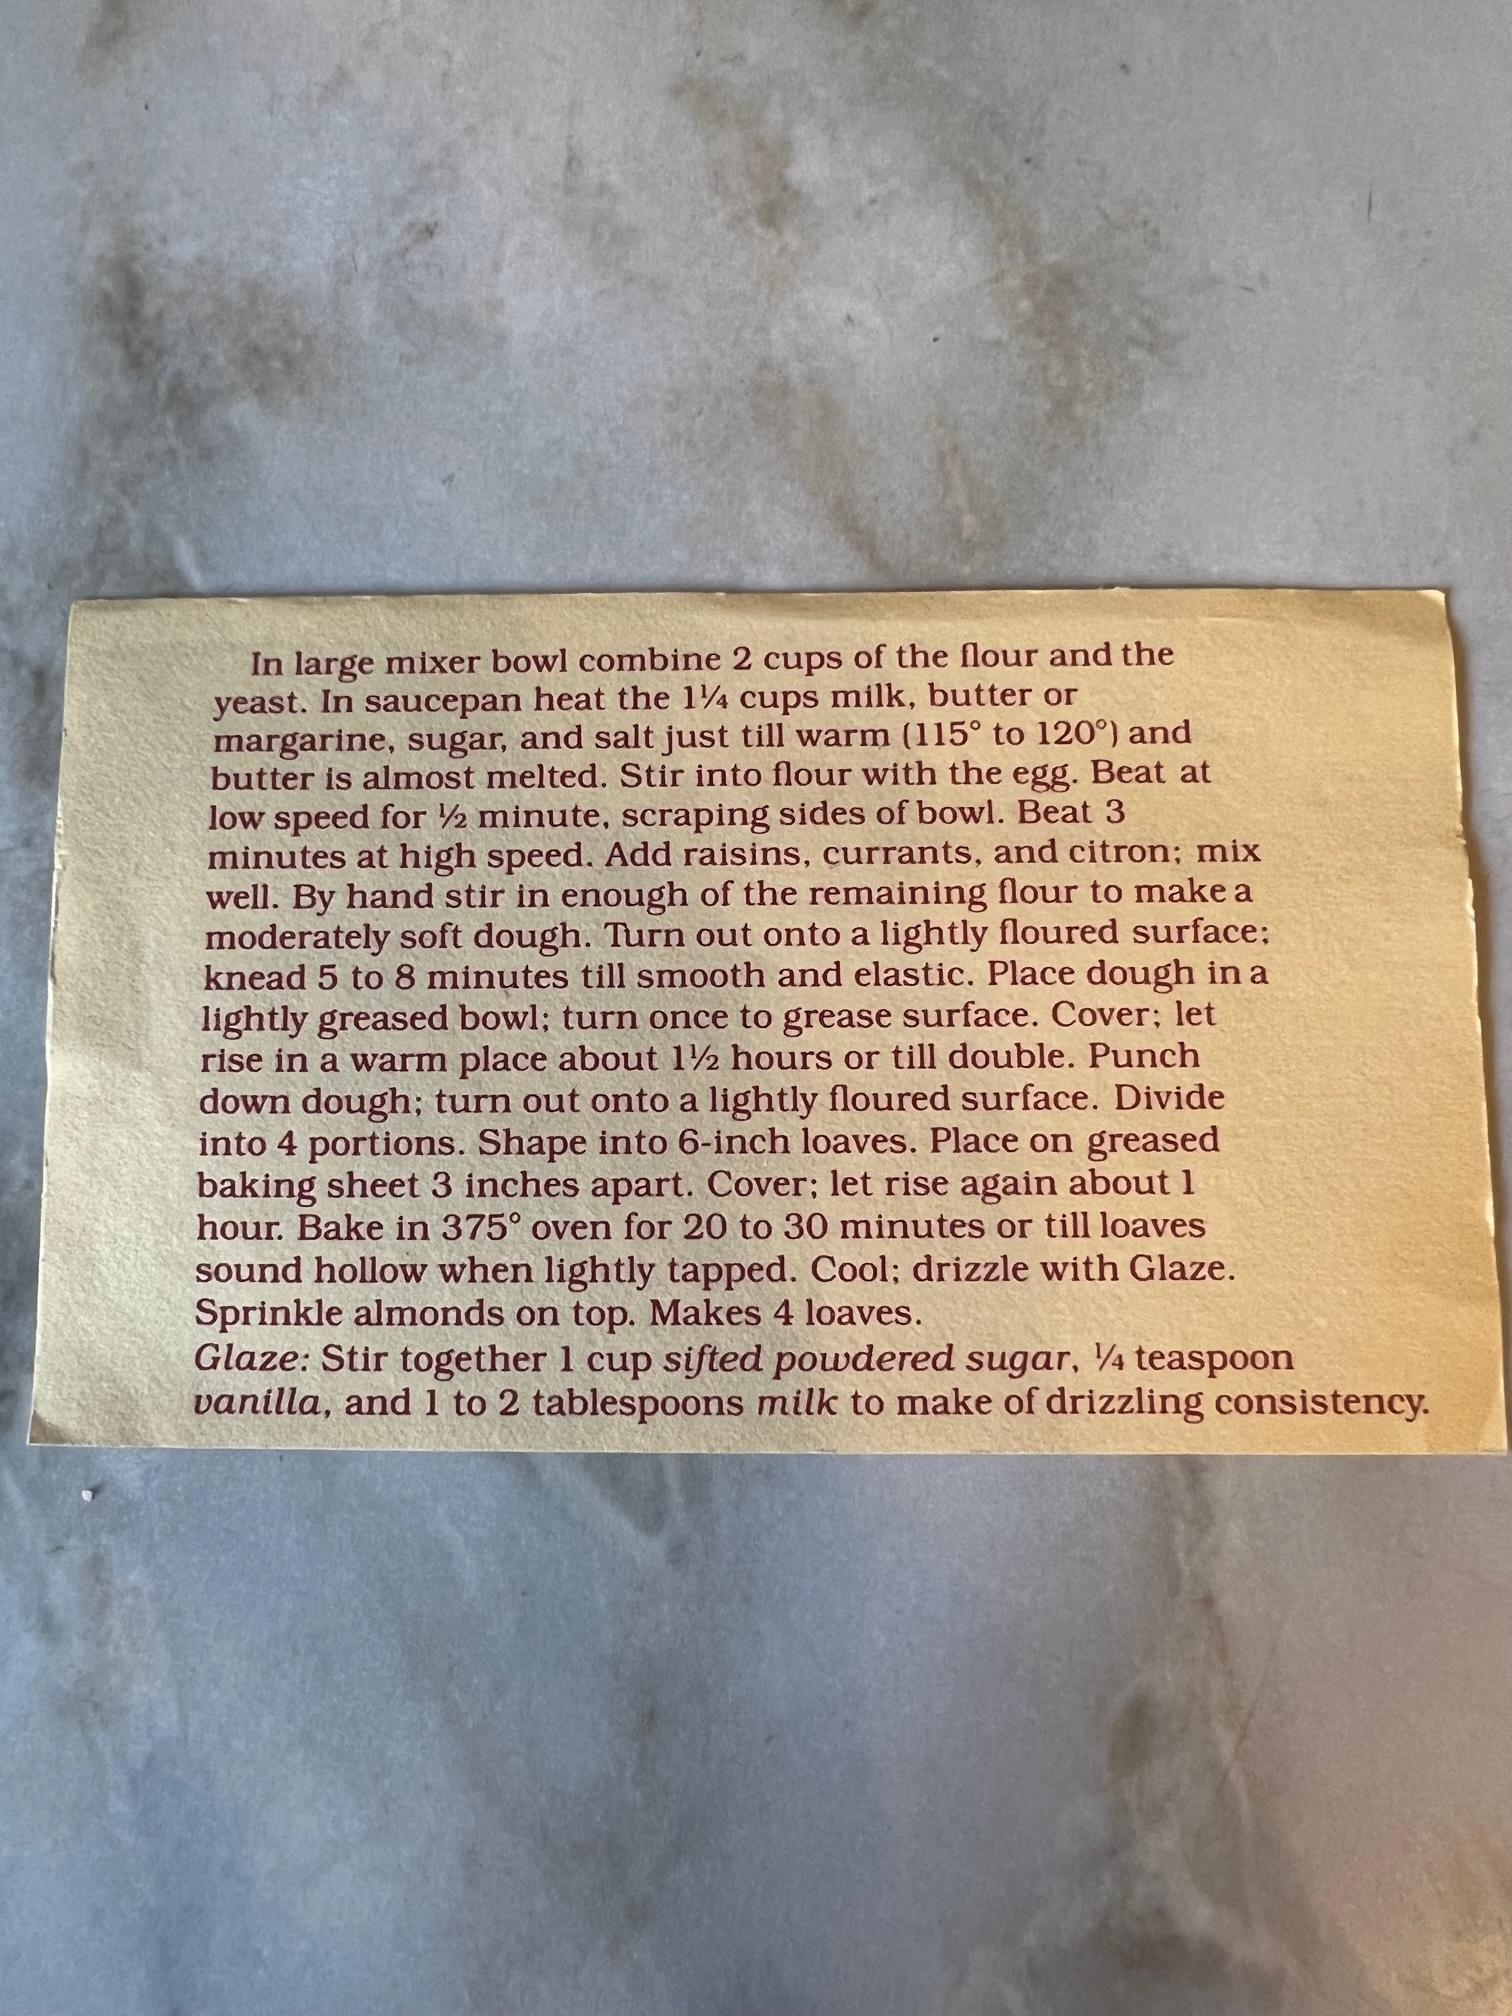 In large mixer bowl combine 2 cups of the flour and the
yeast. In saucepan heat the 1¼ cups milk, butter or
margarine, sugar, and salt just till warm (115° to 120°) and
butter is almost melted. Stir into flour with the egg. Beat at
low speed for ½ minute, scraping sides of bowl. Beat 3
minutes at high speed. Add raisins, currants, and citron; mix
well. By hand stir in enough of the remaining flour to make a
moderately soft dough. Turn out onto a lightly floured surface;
knead 5 to 8 minutes till smooth and elastic. Place dough in a
lightly greased bowl; turn once to grease surface. Cover; let
rise in a warm place about 1½ hours or till double. Punch
down dough; turn out onto a lightly floured surface. Divide
into 4 portions. Shape into 6-inch loaves. Place on greased
baking sheet 3 inches apart. Cover; let rise again about 1
hour. Bake in 375° oven for 20 to 30 minutes or till loaves
sound hollow when lightly tapped. Cool; drizzle with Glaze.
Sprinkle almonds on top. Makes 4 loaves.
Glaze: Stir together 1 cup sifted powdered sugar, ¼ teaspoon
vanilla, and 1 to 2 tablespoons milk to make of drizzling consistency.